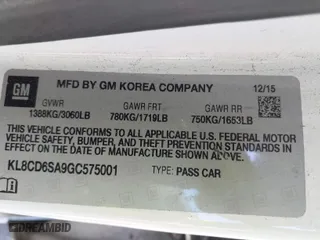 GM
MFD BY GM KOREA COMPANY
12/15
GVWR GAWR FRT GAWR RR
1388KG/3060LB 780KG/1719LB 750KG/1653LB
THIS VEHICLE CONFORMS TO ALL APPLICABLE U.S. FEDERAL MOTOR
VEHICLE SAFETY, BUMPER, AND THEFT PREVENTION STANDARDS
IN EFFECT ON THE DATE OF MANUFACTURE SHOWN ABOVE.
KL8CD6SA9GC575001 TYPE: PASS CAR